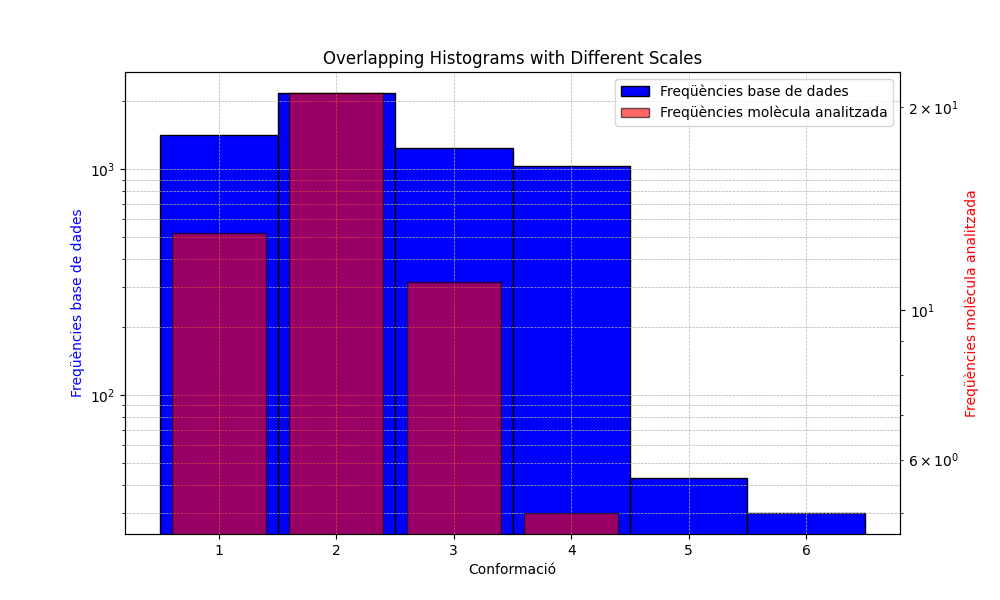 Overlapping Histograms with Different Scales
Freqüències base de dades
Freqüències molècula analitzada
Freqüències base de dades
10³
10²
2 × 10¹
10¹
6 × 10⁰
Freqüències molècula analitzada
1 2 3 4 5 6
Conformació